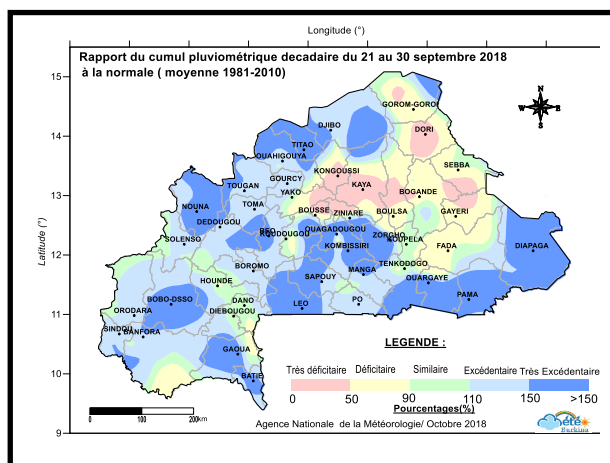 Longitude (°)
Rapport du cumul pluviométrique decadaire du 21 au 30 septembre 2018
à la normale ( moyenne 1981-2010)
15
14
13
12
11
10
9
Latitude (°)
N
W E
S
GOROM-GOROM
DJIBO
DORI
TITAO
OUAHIGOUYA
SEBBA
KONGOUSSI
GOURCY
TOUGAN
KAYA
YAKO
BOGANDE
NOUNA
TOMA
BOUSSE
ZINIARE
BOULSA
GAYERI
DEDOUGOU
REO
KOUDOUGOU
OUAGADOUGOU
ZORGHO
KOUPELA
SOLENSO
KOMBISSIRI
FADA
DIAPAGA
BOROMO
TENKODOGO
MANGA
SAPOUY
HOUNDE
OUARGAYE
BOBO-DSSO
DANO
LEO
PO
PAMA
ORODARA
DIEBOUGOU
SINDOU
BANFORA
GAOUA
BATIE
LEGENDE :
Très déficitaire Déficitaire Similaire Excédentaire Très Excédentaire
0 50 90 110 150 >150
Pourcentages(%)
0 100 200 km
Agence Nationale de la Météorologie/ Octobre 2018
Météo
Burkina